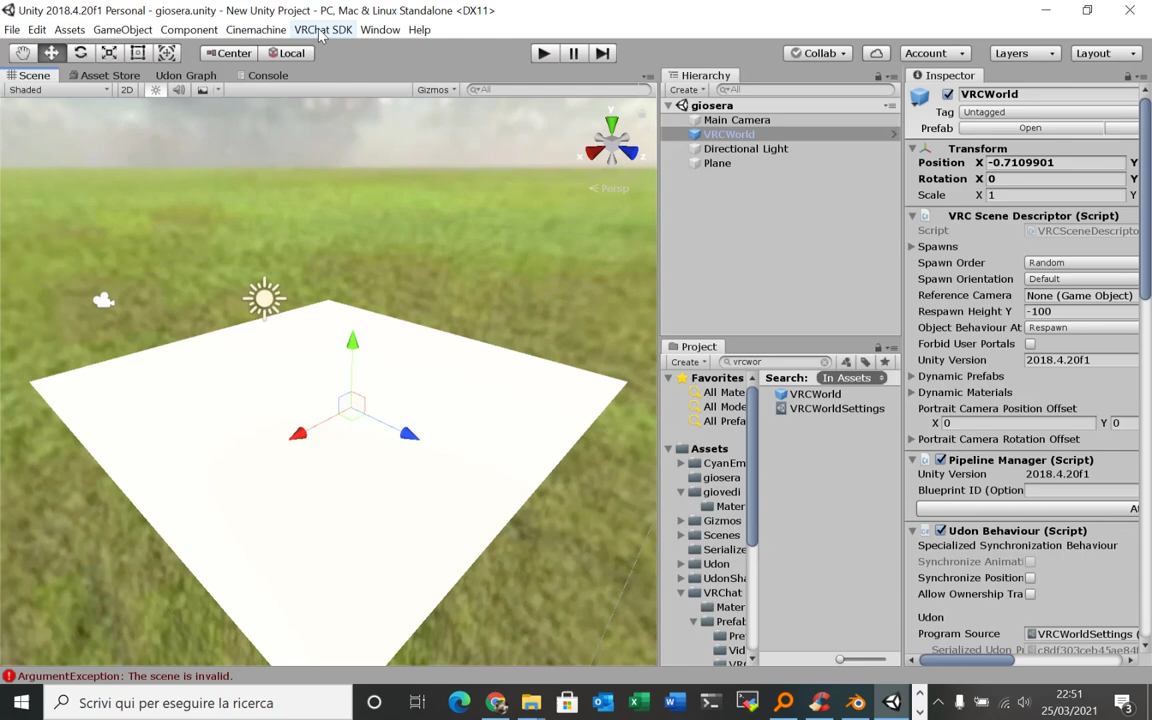 Unity 2018.4.20f1 Personal - giosera.unity - New Unity Project - PC, Mac & Linux Standalone <DX11>
File Edit Assets GameObject Component Cinemachine VRChat SDK Window Help
Center Local Collab Account Layers Layout
Scene Asset Store Udon Graph Console
Shaded 2D Gizmos All
y
x z
Persp
Hierarchy
Create All
giosera
Main Camera
VRCWorld
Directional Light
Plane
Project
Create vrcwor
Favorites
All Mate
All Mode
All Prefa
Assets
CyanEm
giosera
giovedi
Mater
Gizmos
Scenes
Serialize
Udon
UdonSha
VRChat
Mater
Prefab
Pre
Vid
VR
Search: In Assets
VRCWorld
VRCWorldSettings
Inspector
VRCWorld
Tag Untagged
Prefab Open
Transform
Position X -0.7109901 Y
Rotation X 0 Y
Scale X 1 Y
VRC Scene Descriptor (Script)
Script VRCSceneDescripto
Spawns
Spawn Order Random
Spawn Orientation Default
Reference Camera None (Game Object)
Respawn Height Y -100
Object Behaviour At Respawn
Forbid User Portals
Unity Version 2018.4.20f1
Dynamic Prefabs
Dynamic Materials
Portrait Camera Position Offset
X 0 Y 0
Portrait Camera Rotation Offset
Pipeline Manager (Script)
Unity Version 2018.4.20f1
Blueprint ID (Option
At
Udon Behaviour (Script)
Specialized Synchronization Behaviour
Synchronize Animati
Synchronize Position
Allow Ownership Tra
Udon
Program Source VRCWorldSettings (
Serialized Udon P c8df303ceb45ae84
ArgumentException: The scene is invalid.
Scrivi qui per eseguire la ricerca
22:51
25/03/2021
3